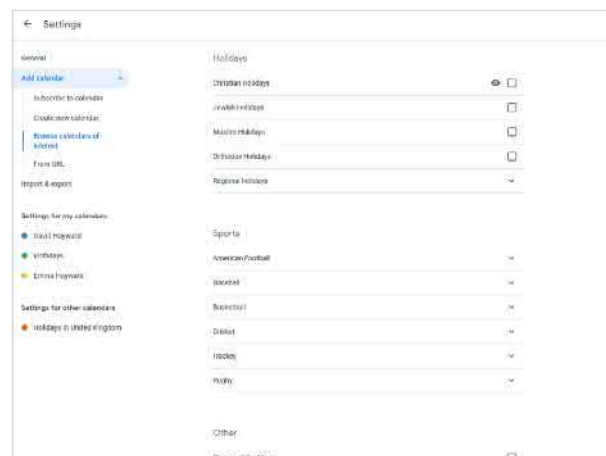 Settings
General
Add calendar
Subscribe to calendar
Create new calendar
Browse calendars of
interest
From URL
Import & export
Settings for my calendars
David Hayward
Birthdays
Emma Hayward
Settings for other calendars
Holidays in United Kingdom
Holidays
Christian Holidays
Jewish Holidays
Muslim Holidays
Orthodox Holidays
Regional holidays
Sports
American Football
Baseball
Basketball
Cricket
Hockey
Rugby
Other